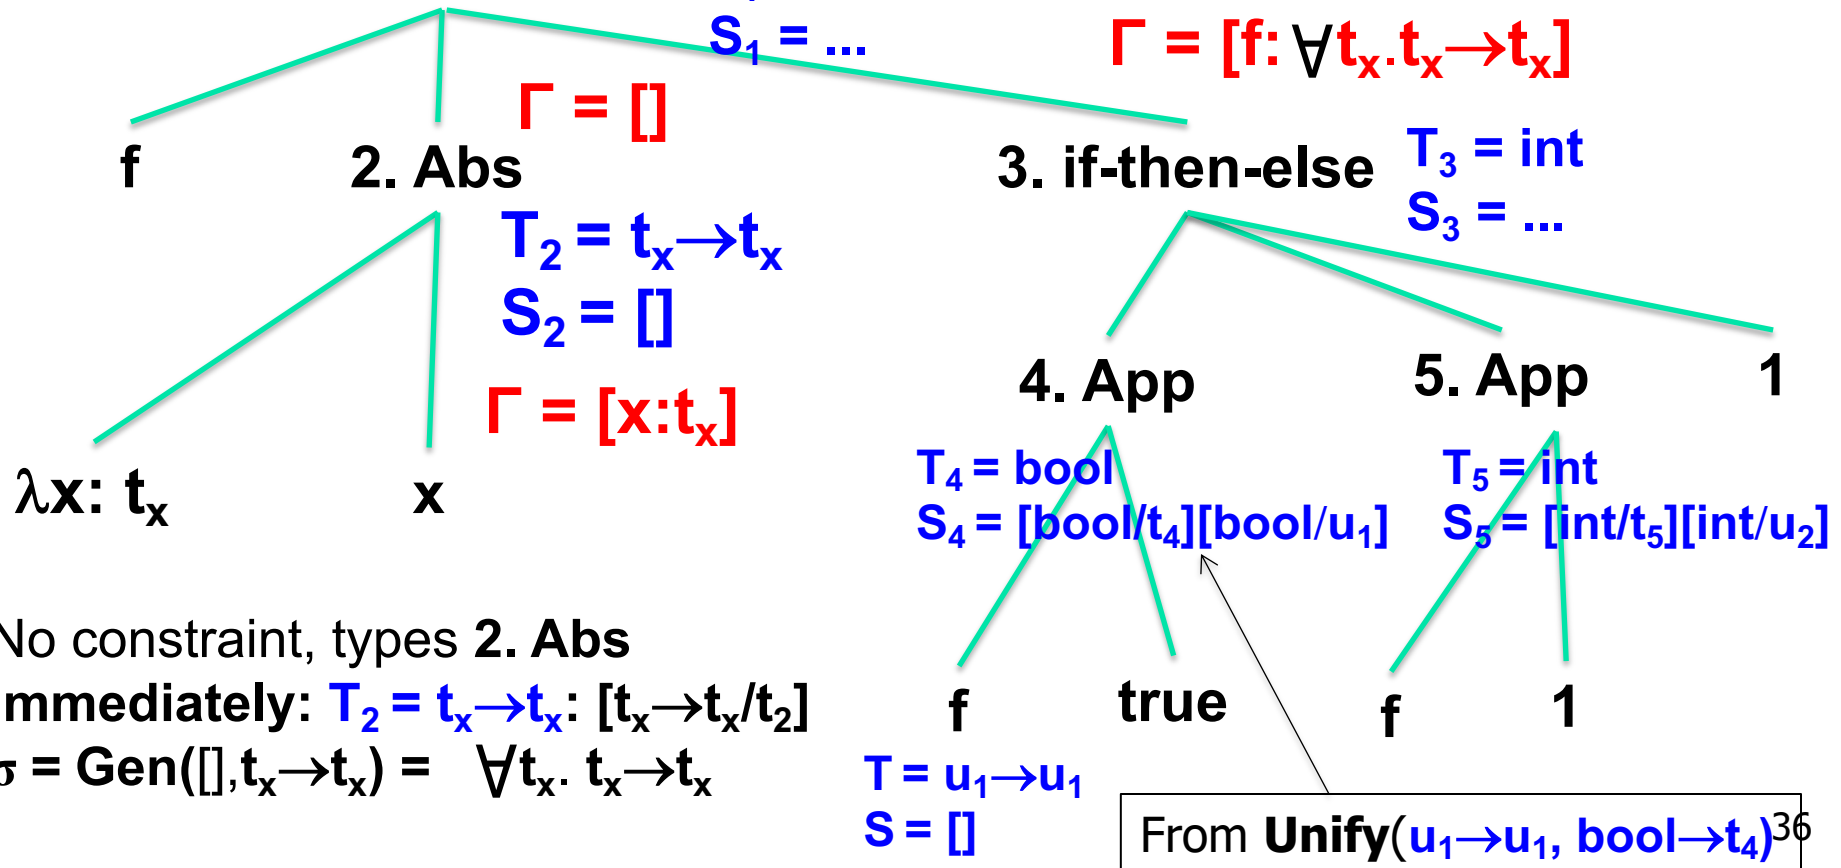 S₁ = ...
Γ = [f: ∀tₓ.tₓ→tₓ]
Γ = []
f
2. Abs
3. if-then-else
T₃ = int
S₃ = ...
T₂ = tₓ→tₓ
S₂ = []
Γ = [x:tₓ]
4. App
5. App
1
λx: tₓ
x
T₄ = bool
S₄ = [bool/t₄][bool/u₁]
T₅ = int
S₅ = [int/t₅][int/u₂]
No constraint, types 2. Abs
mmediately: T₂ = tₓ→tₓ: [tₓ→tₓ/t₂]
σ = Gen([],tₓ→tₓ) = ∀tₓ. tₓ→tₓ
f
true
f
1
T = u₁→u₁
S = []
From Unify(u₁→u₁, bool→t₄)
36